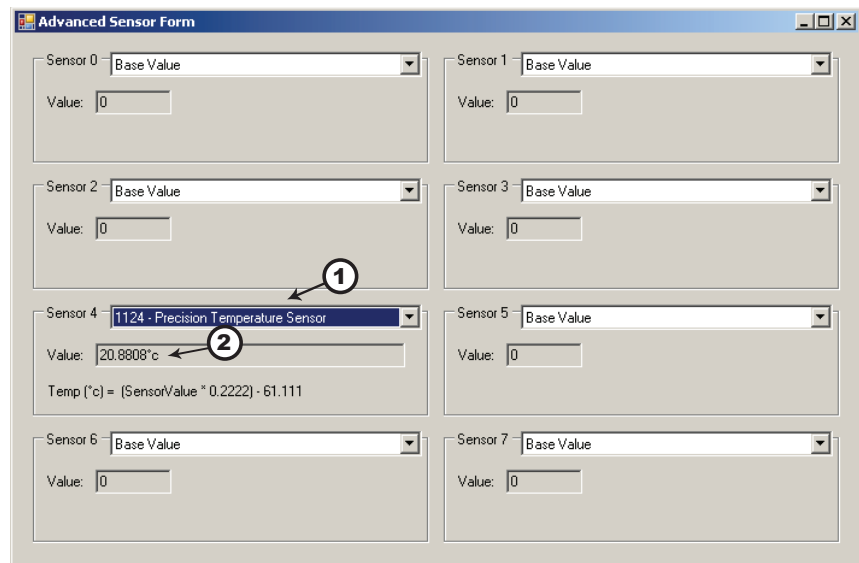 Advanced Sensor Form
Sensor 0 Base Value
Value: 0
Sensor 1 Base Value
Value: 0
Sensor 2 Base Value
Value: 0
Sensor 3 Base Value
Value: 0
1
Sensor 4 1124 - Precision Temperature Sensor
2
Value: 20.8808°c
Temp (°c) = (SensorValue * 0.2222) - 61.111
Sensor 5 Base Value
Value: 0
Sensor 6 Base Value
Value: 0
Sensor 7 Base Value
Value: 0